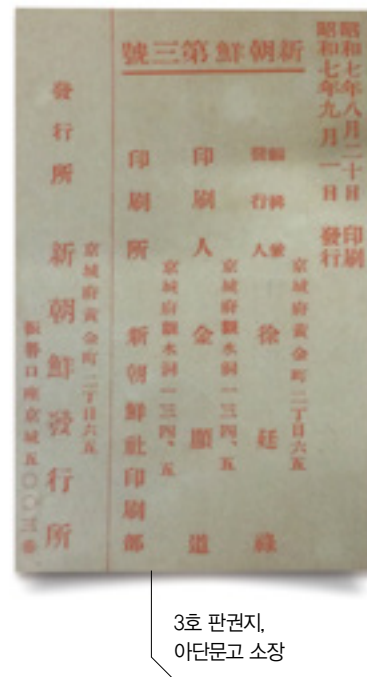 昭和七年八月二十日 印刷
昭和七年九月一日 發行
新朝鮮第三號
京城府黃金町二丁目六五
編輯兼發行人 徐廷祿
京城府觀水洞一三四、五
印刷人 金顯道
京城府觀水洞一三四、五
印刷所 新朝鮮社印刷部
京城府黃金町二丁目六五
發行所 新朝鮮發行所
振替口座京城五〇〇三番
3호 판권지,
아단문고 소장